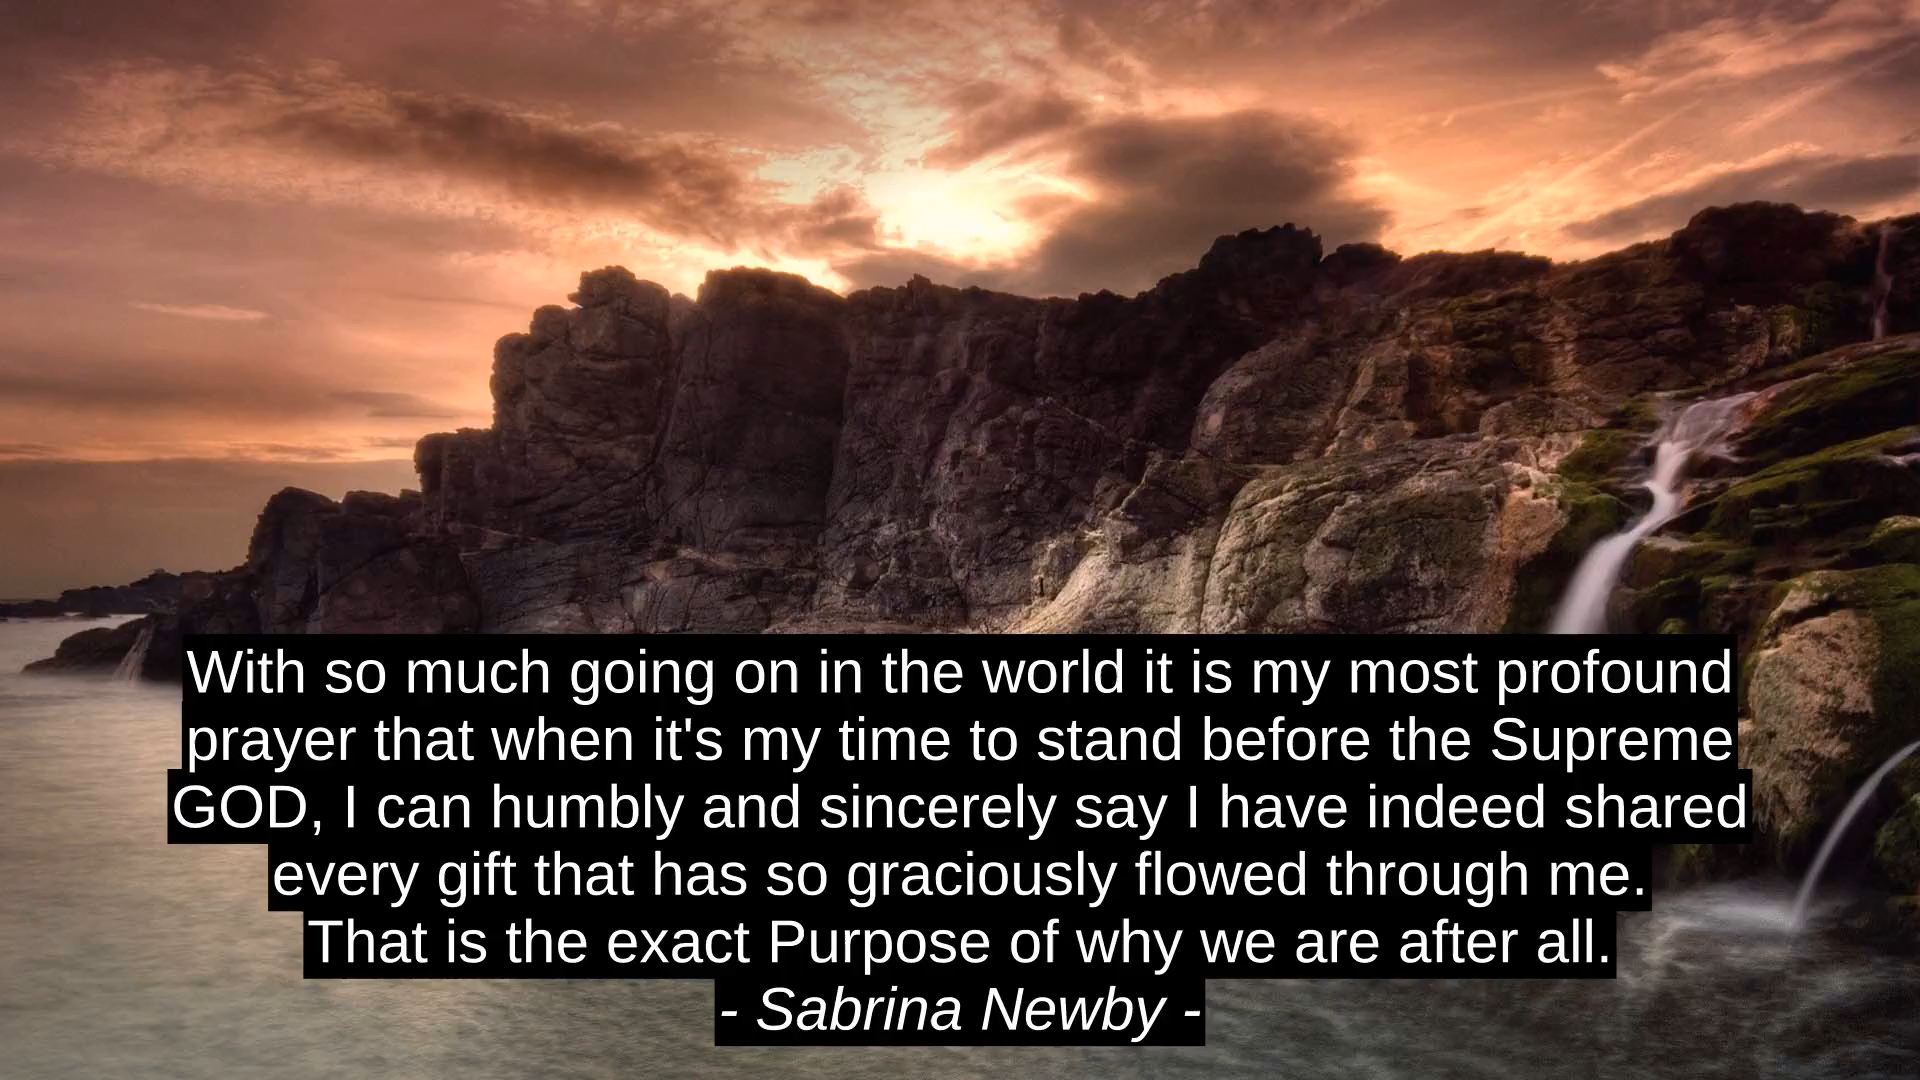 With so much going on in the world it is my most profound
prayer that when it's my time to stand before the Supreme
GOD, I can humbly and sincerely say I have indeed shared
every gift that has so graciously flowed through me.
That is the exact Purpose of why we are after all.
- Sabrina Newby -